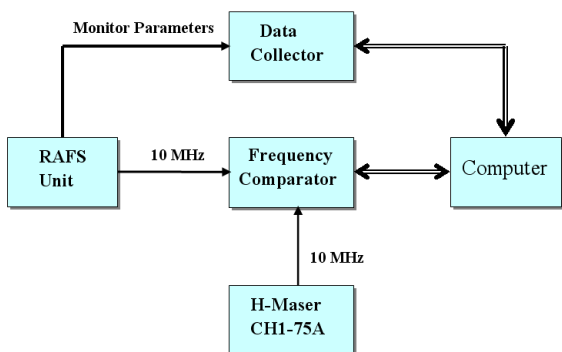 Monitor Parameters
Data
Collector
RAFS
Unit
10 MHz
Frequency
Comparator
Computer
10 MHz
H-Maser
CH1-75A